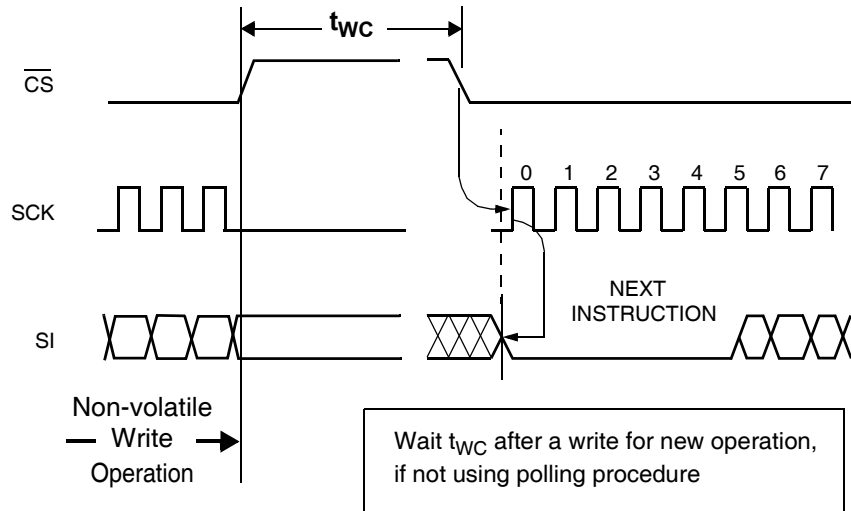 tWC
CS
0 1 2 3 4 5 6 7
SCK
NEXT
INSTRUCTION
SI
Non-volatile
Write
Operation
Wait tWC after a write for new operation,
if not using polling procedure